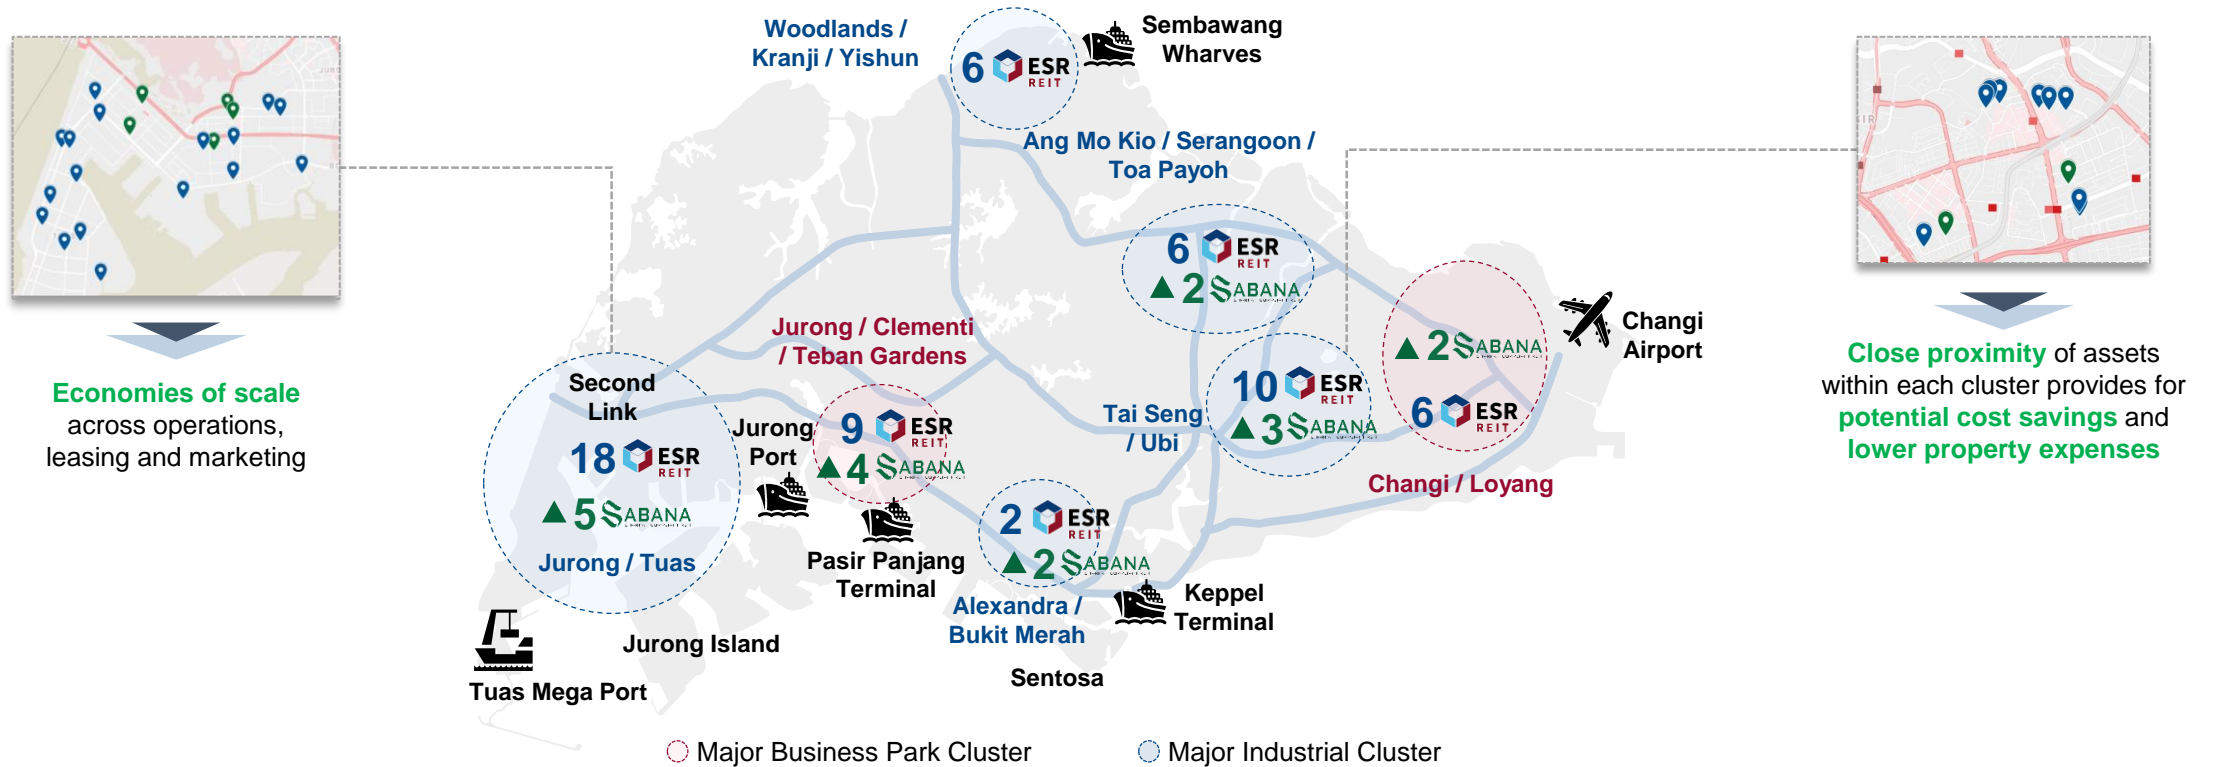 Woodlands /
Kranji / Yishun
6 ESR
REIT
Sembawang
Wharves
Ang Mo Kio / Serangoon /
Toa Payoh
6 ESR
REIT
2 SABANA
Jurong / Clementi
/ Teban Gardens
9 ESR
REIT
4 SABANA
Second
Link
18 ESR
REIT
5 SABANA
Jurong / Tuas
Jurong
Port
Pasir Panjang
Terminal
2 ESR
REIT
2 SABANA
Alexandra /
Bukit Merah
Keppel
Terminal
Tai Seng
/ Ubi
10 ESR
REIT
3 SABANA
2 SABANA
6 ESR
REIT
Changi / Loyang
Changi
Airport
Jurong Island
Tuas Mega Port
Sentosa
Economies of scale
across operations,
leasing and marketing
Close proximity of assets
within each cluster provides for
potential cost savings and
lower property expenses
Major Business Park Cluster
Major Industrial Cluster